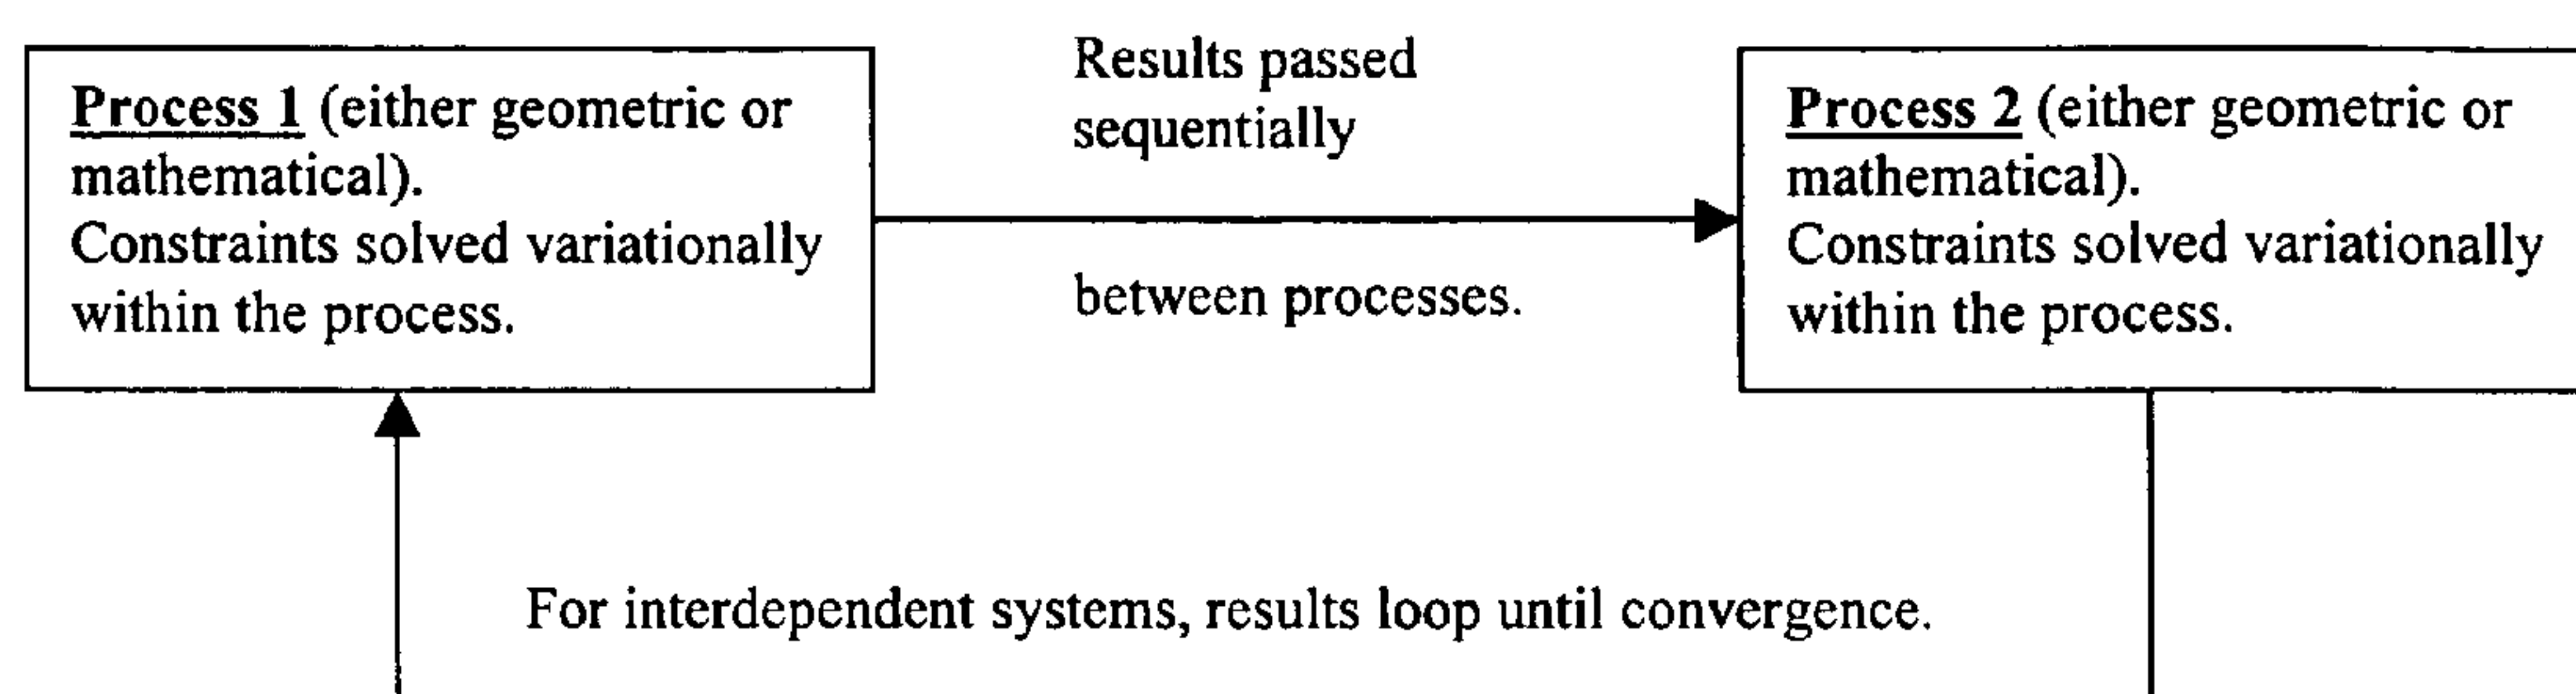 Process 1 (either geometric or
mathematical).
Constraints solved variationally
within the process.
Results passed
sequentially
between processes.
Process 2 (either geometric or
mathematical).
Constraints solved variationally
within the process.
For interdependent systems, results loop until convergence.